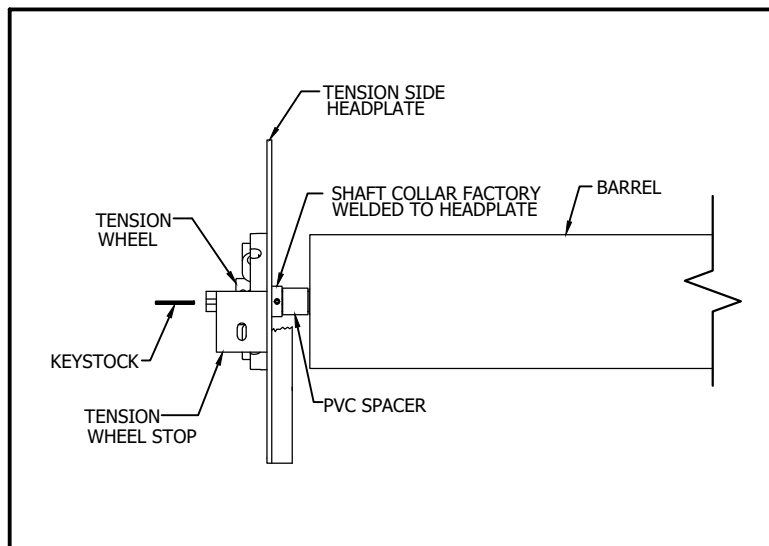 TENSION SIDE
HEADPLATE
SHAFT COLLAR FACTORY
WELDED TO HEADPLATE
BARREL
TENSION
WHEEL
KEYSTOCK
PVC SPACER
TENSION
WHEEL STOP